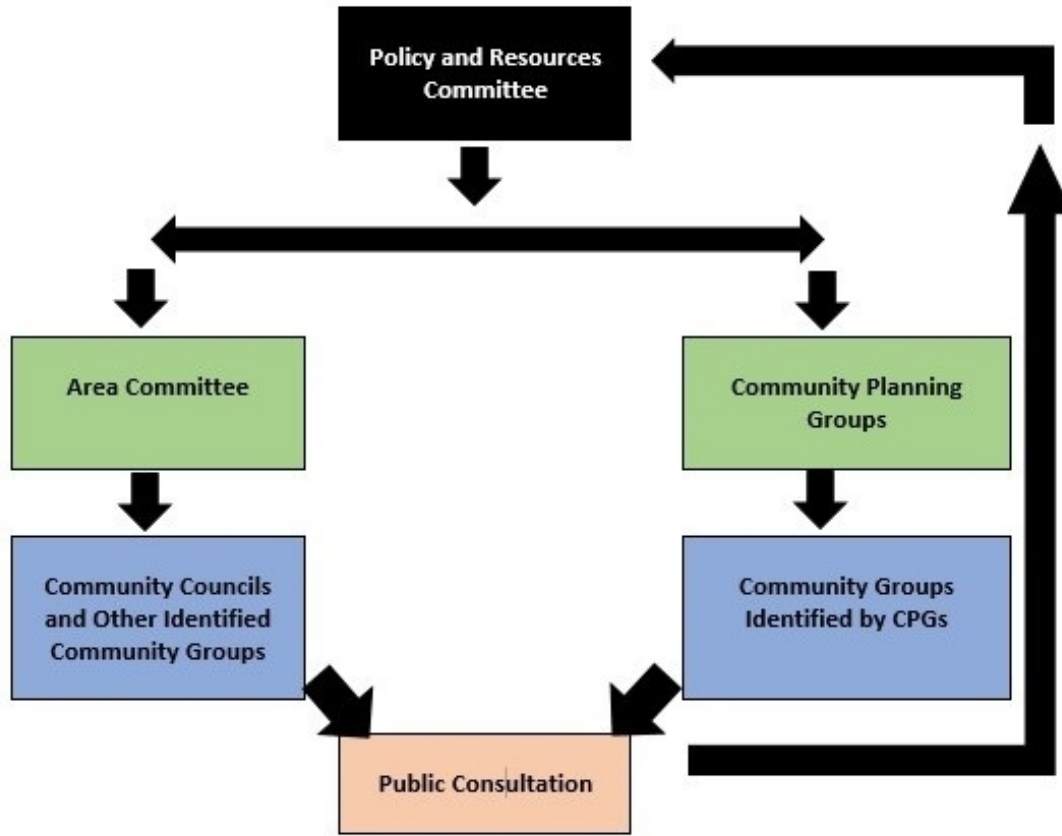 Policy and Resources
Committee
Area Committee
Community Planning
Groups
Community Councils
and Other Identified
Community Groups
Community Groups
Identified by CPGs
Public Consultation